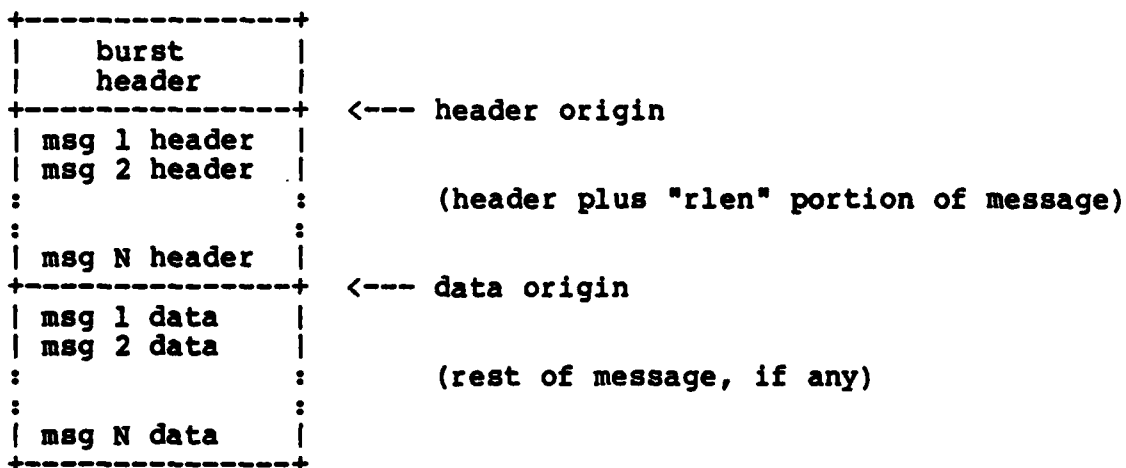 +----------------+
|     burst      |
|     header     |
+----------------+  <--- header origin
| msg 1 header   |
| msg 2 header   |
:                :       (header plus "rlen" portion of message)
:                :
| msg N header   |
+----------------+  <--- data origin
| msg 1 data     |
| msg 2 data     |
:                :       (rest of message, if any)
:                :
| msg N data     |
+----------------+